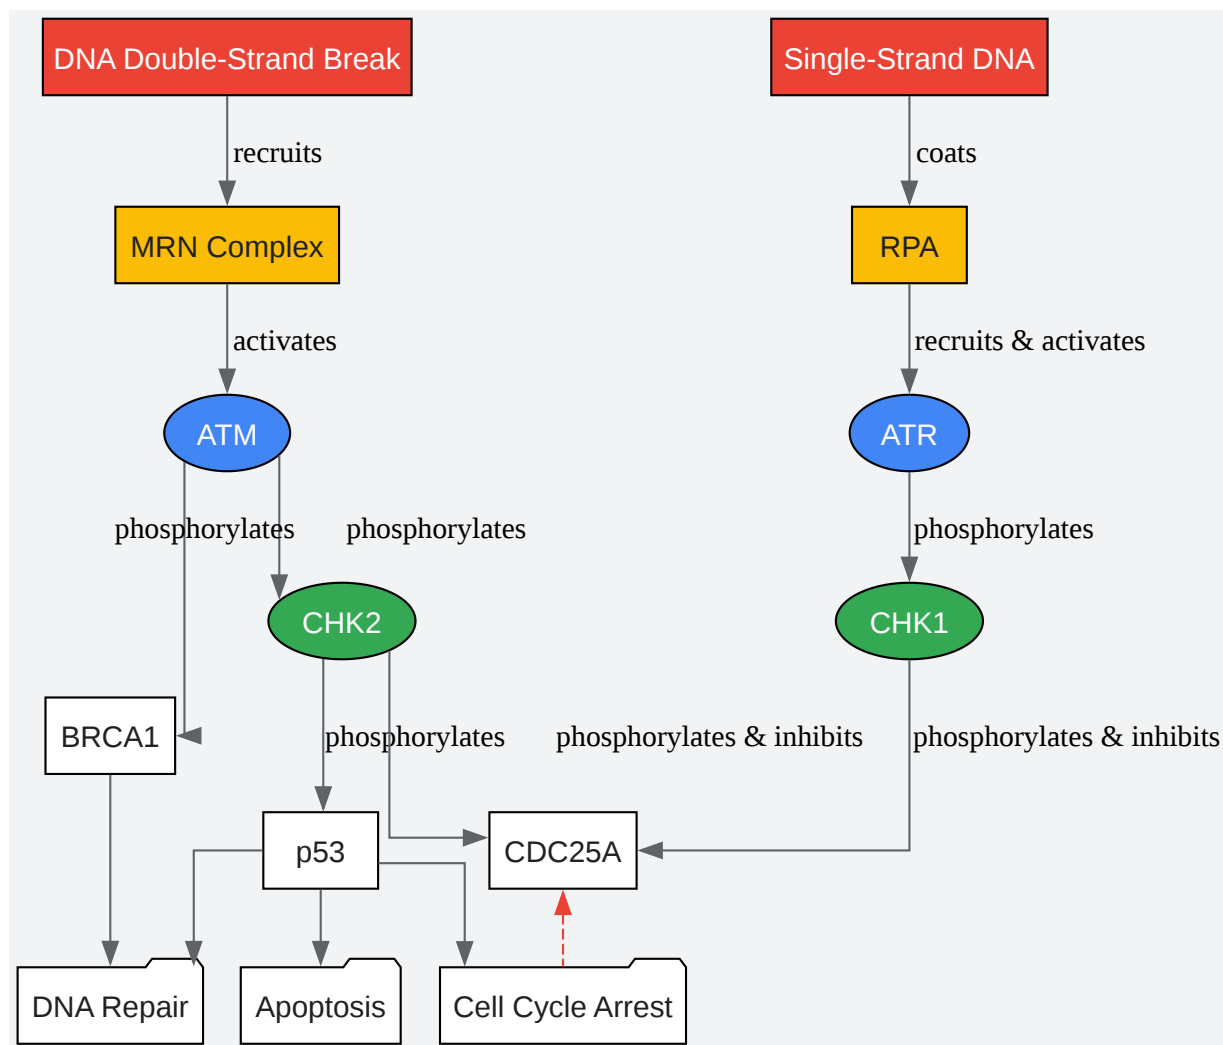 DNA Double-Strand Break
Single-Strand DNA
recruits
coats
MRN Complex
RPA
activates
recruits & activates
ATM
ATR
phosphorylates
phosphorylates
phosphorylates
CHK2
CHK1
BRCA1
phosphorylates
phosphorylates & inhibits
phosphorylates & inhibits
p53
CDC25A
DNA Repair
Apoptosis
Cell Cycle Arrest